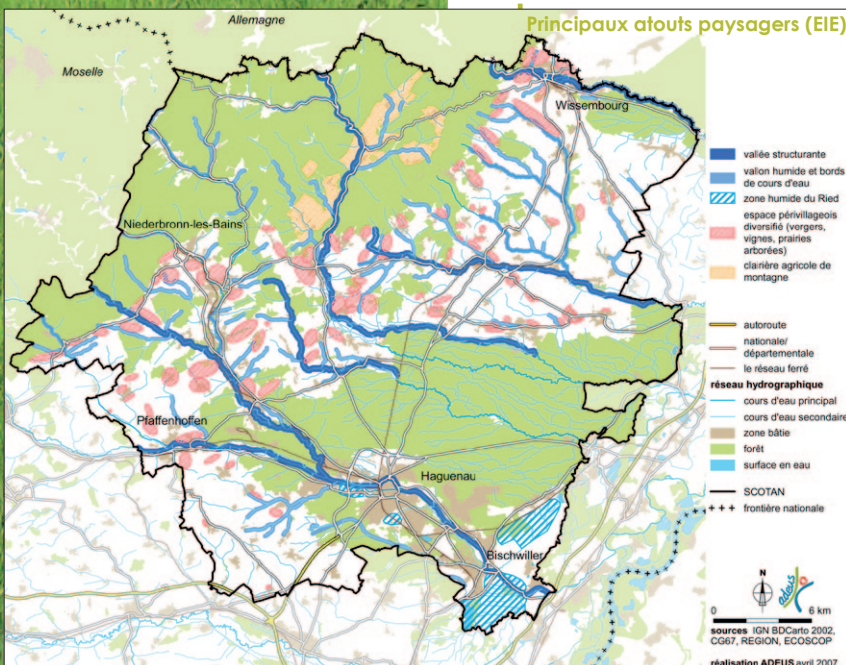 Principaux atouts paysagers (EIE)
Allemagne
Moselle
Wissembourg
Niederbronn-les-Bains
Pfaffenhoffen
Haguenau
Bischwiller
vallée structurante
vallon humide et bords
de cours d'eau
zone humide du Ried
espace périvillageois
diversifié (vergers,
vignes, prairies
arborées)
clairière agricole de
montagne
autoroute
nationale/
départementale
le réseau ferré
réseau hydrographique
cours d'eau principal
cours d'eau secondaire
zone bâtie
forêt
surface en eau
SCOTAN
frontière nationale
N
adeus
0 6 km
sources IGN BDCarto 2002,
CG67, REGION, ECOSCOP
réalisation ADEUS avril 2007